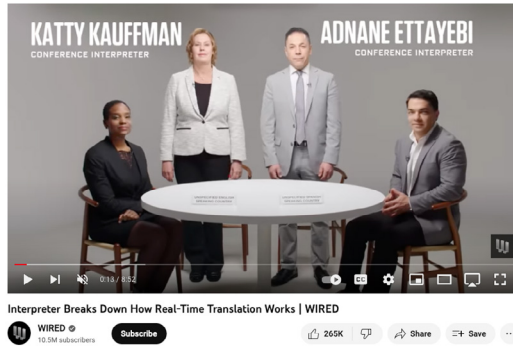 KATTY KAUFFMAN
CONFERENCE INTERPRETER
ADNANE ETTAYEBI
CONFERENCE INTERPRETER
0:13 / 8:52
CC
Interpreter Breaks Down How Real-Time Translation Works | WIRED
WIRED
10.5M subscribers
Subscribe
265K
Share
Save